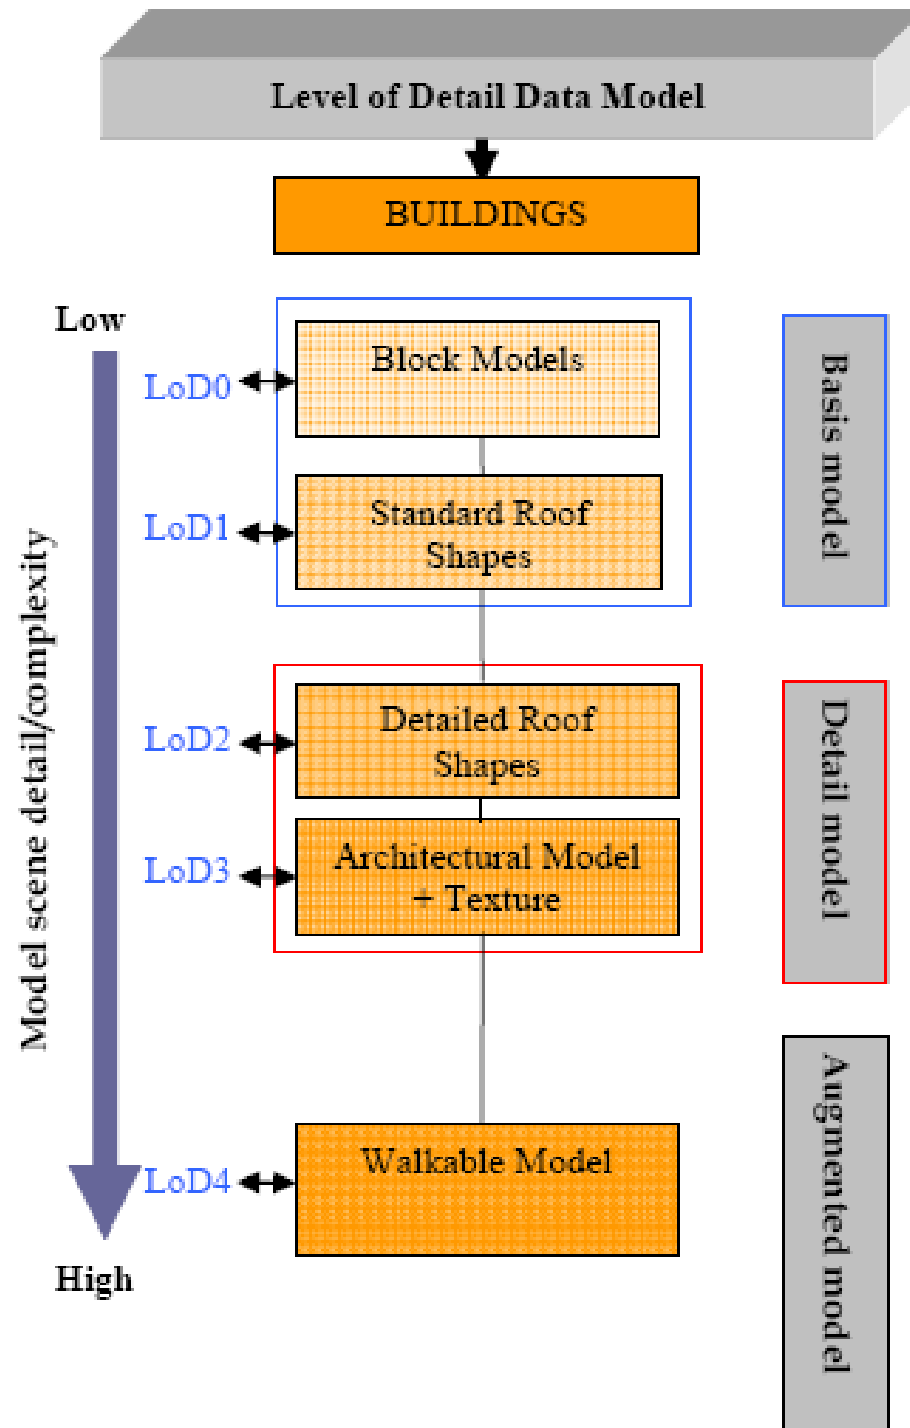 Level of Detail Data Model
BUILDINGS
Low
Block Models
LoD0
Basis model
Standard Roof
Shapes
LoD1
Model scene detail/complexity
Detailed Roof
Shapes
LoD2
Detail model
Architectural Model
+ Texture
LoD3
Walkable Model
LoD4
Augmented model
High